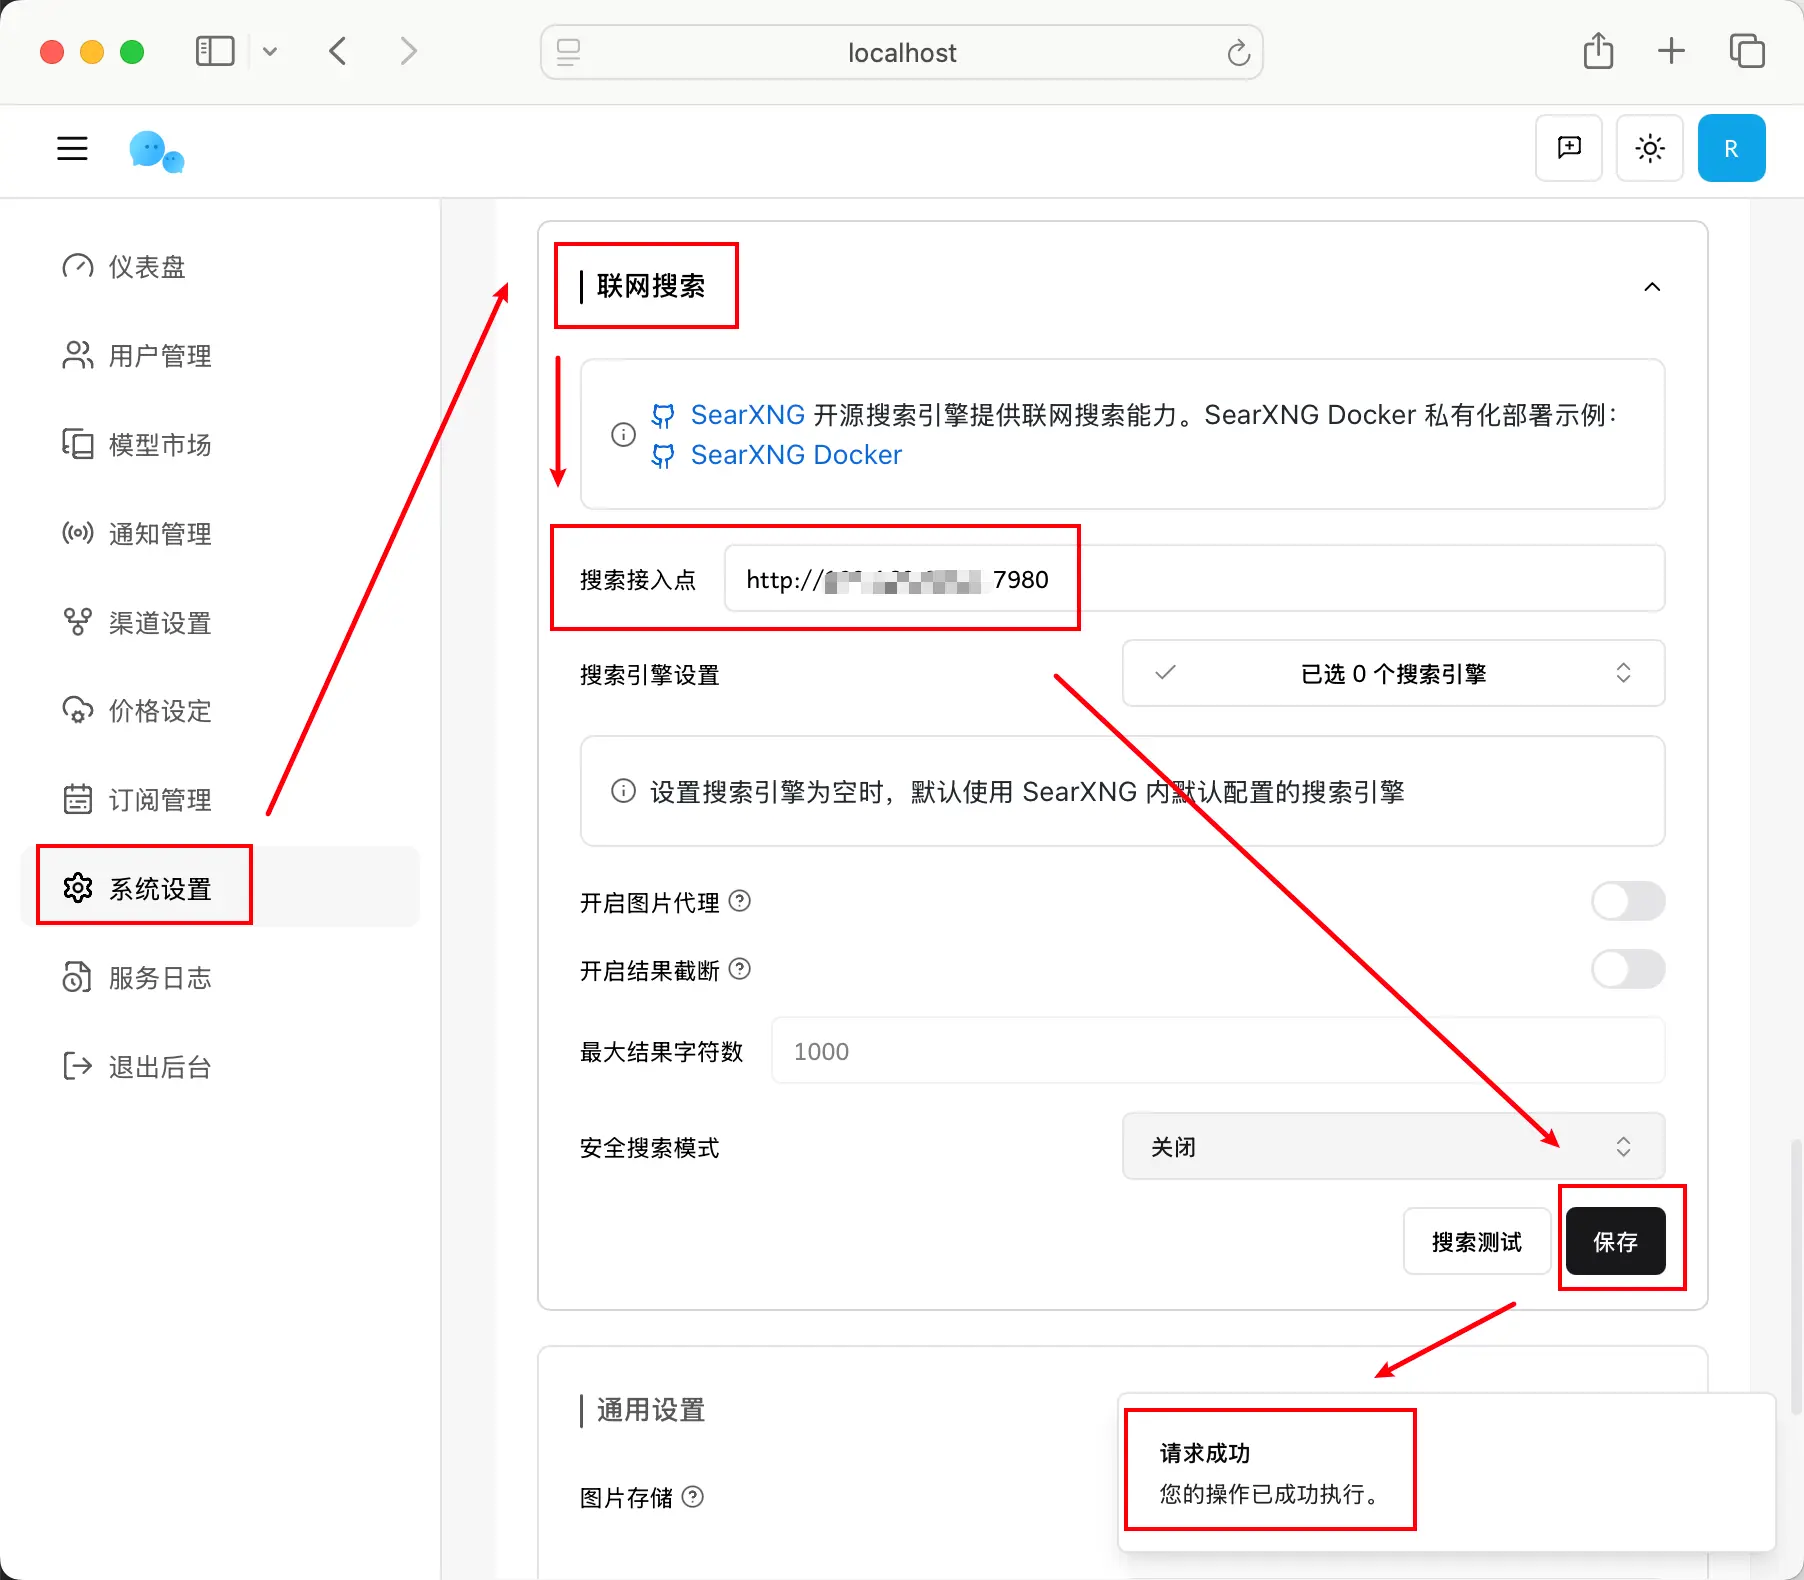 localhost
R
仪表盘
用户管理
模型市场
通知管理
渠道设置
价格设定
订阅管理
系统设置
服务日志
退出后台
联网搜索
SearXNG 开源搜索引擎提供联网搜索能力。SearXNG Docker 私有化部署示例：
SearXNG Docker
搜索接入点
http:// 7980
搜索引擎设置
已选 0 个搜索引擎
设置搜索引擎为空时，默认使用 SearXNG 内默认配置的搜索引擎
开启图片代理
开启结果截断
最大结果字符数
1000
安全搜索模式
关闭
搜索测试
保存
通用设置
图片存储
请求成功
您的操作已成功执行。